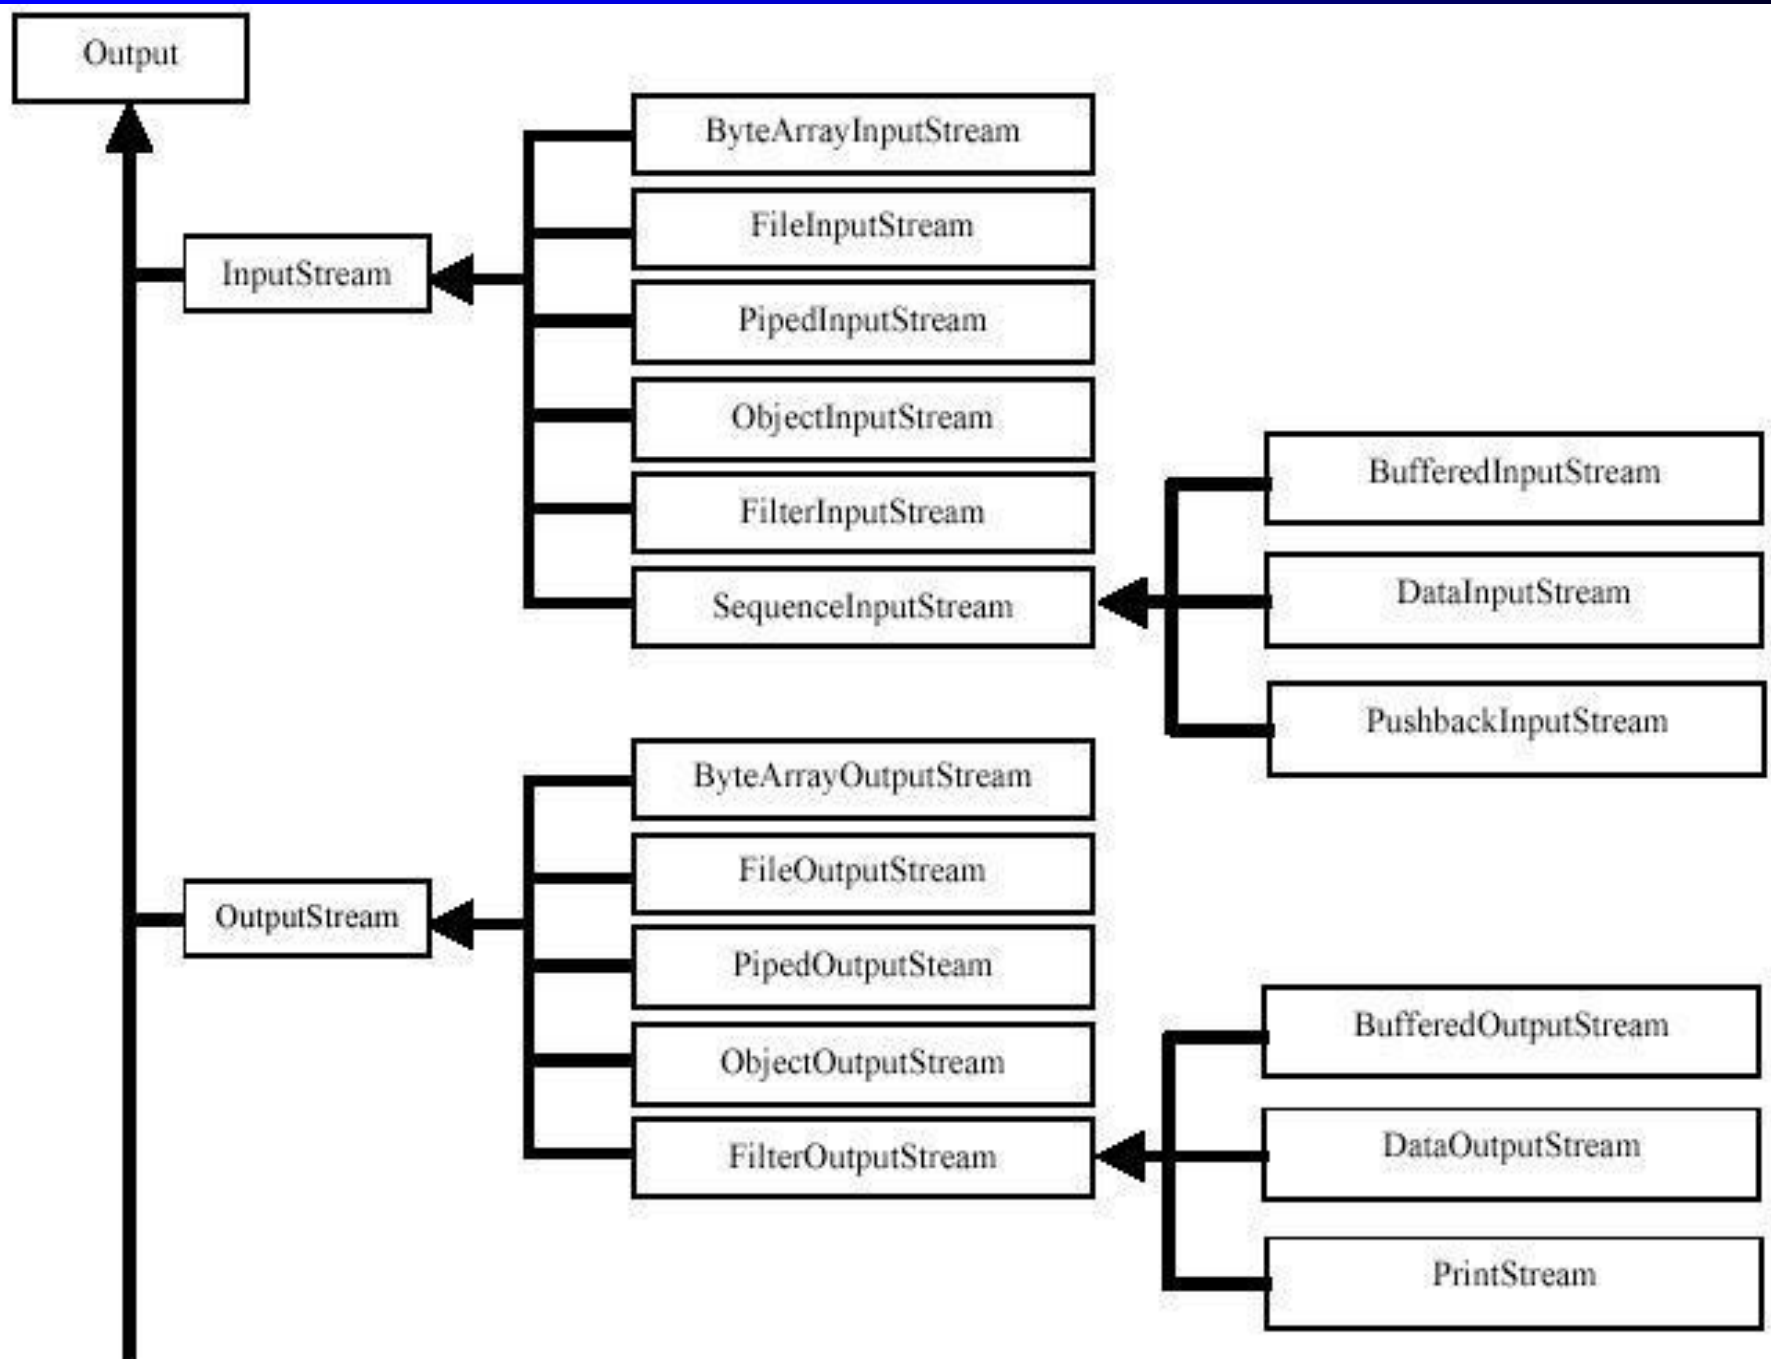 Output
ByteArrayInputStream
FileInputStream
InputStream
PipedInputStream
ObjectInputStream
FilterInputStream
SequenceInputStream
BufferedInputStream
DataInputStream
PushbackInputStream
ByteArrayOutputStream
FileOutputStream
OutputStream
PipedOutputSteam
ObjectOutputStream
FilterOutputStream
BufferedOutputStream
DataOutputStream
PrintStream